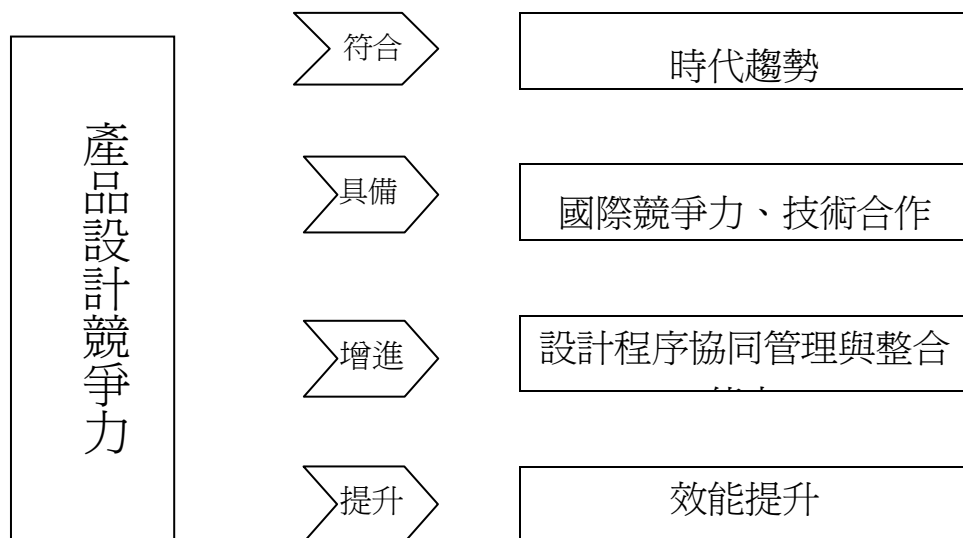 產品設計競爭力
符合
時代趨勢
具備
國際競爭力、技術合作
增進
設計程序協同管理與整合
提升
效能提升